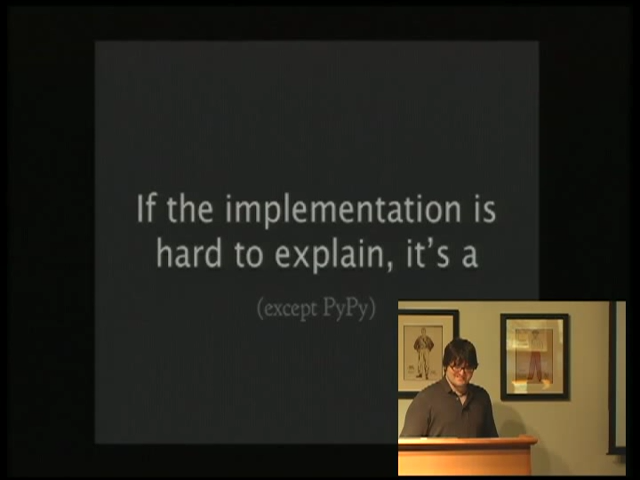 If the implementation is
hard to explain, it's a
(except PyPy)